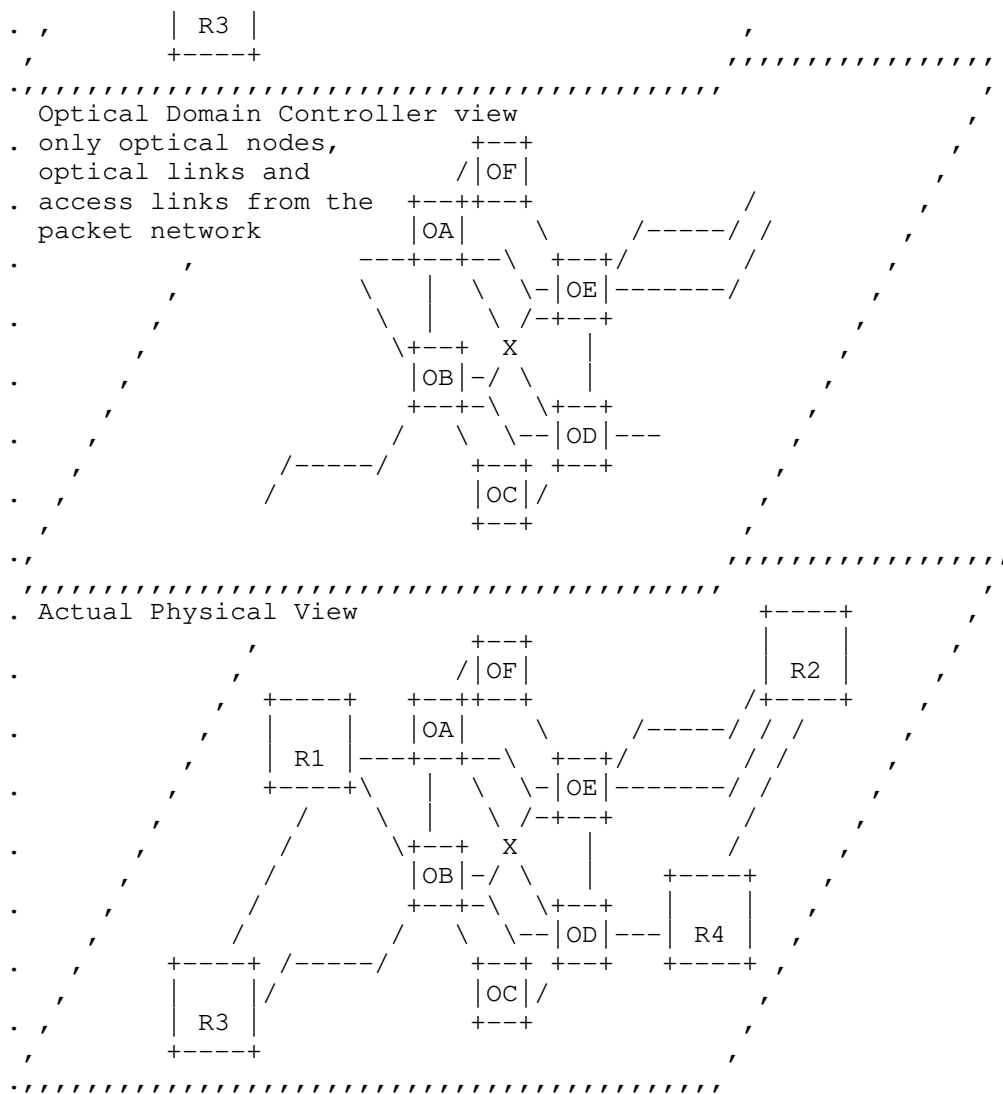 R3
Optical Domain Controller view
only optical nodes,
optical links and
access links from the
packet network
OF
OA
OE
X
OB
OD
OC
Actual Physical View
OF
R2
OA
R1
OE
X
OB
OD
R4
OC
R3